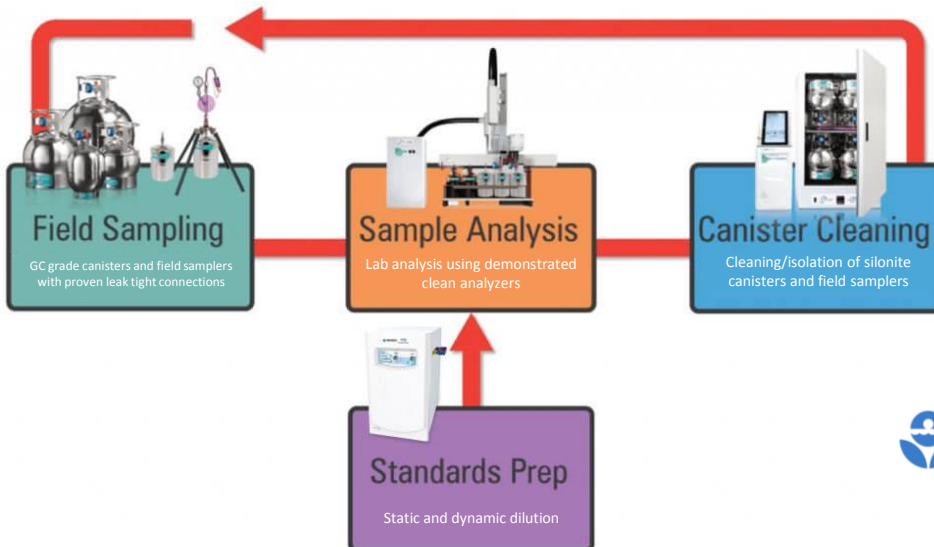 Field Sampling
GC grade canisters and field samplers
with proven leak tight connections
Sample Analysis
Lab analysis using demonstrated
clean analyzers
Canister Cleaning
Cleaning/isolation of silonite
canisters and field samplers
Standards Prep
Static and dynamic dilution